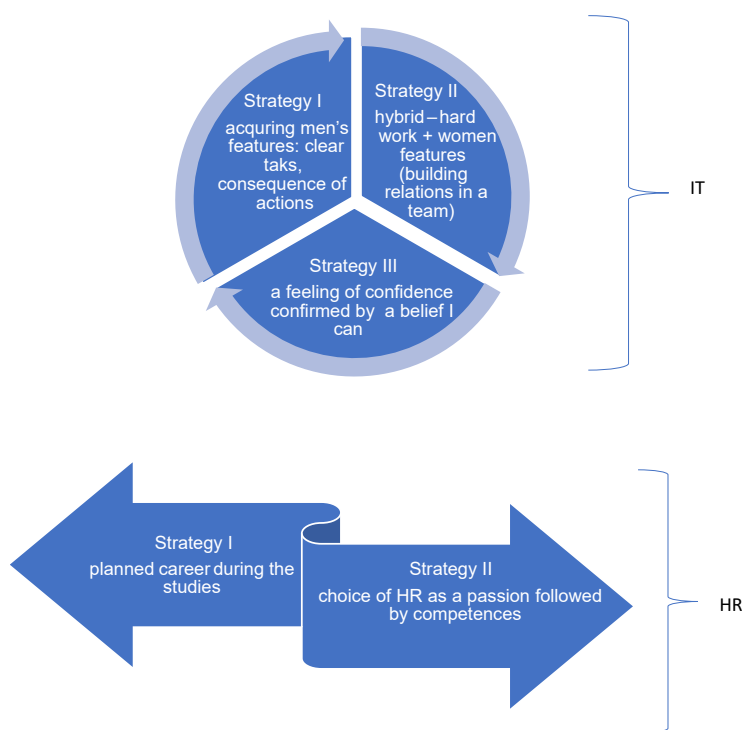 Strategy I
acquring men's
features: clear
taks,
consequence of
actions
Strategy II
hybrid – hard
work + women
features
(building
relations in a
team)
Strategy III
a feeling of confidence
confirmed by a belief I
can
IT
Strategy I
planned career during the
studies
Strategy II
choice of HR as a passion followed
by competences
HR